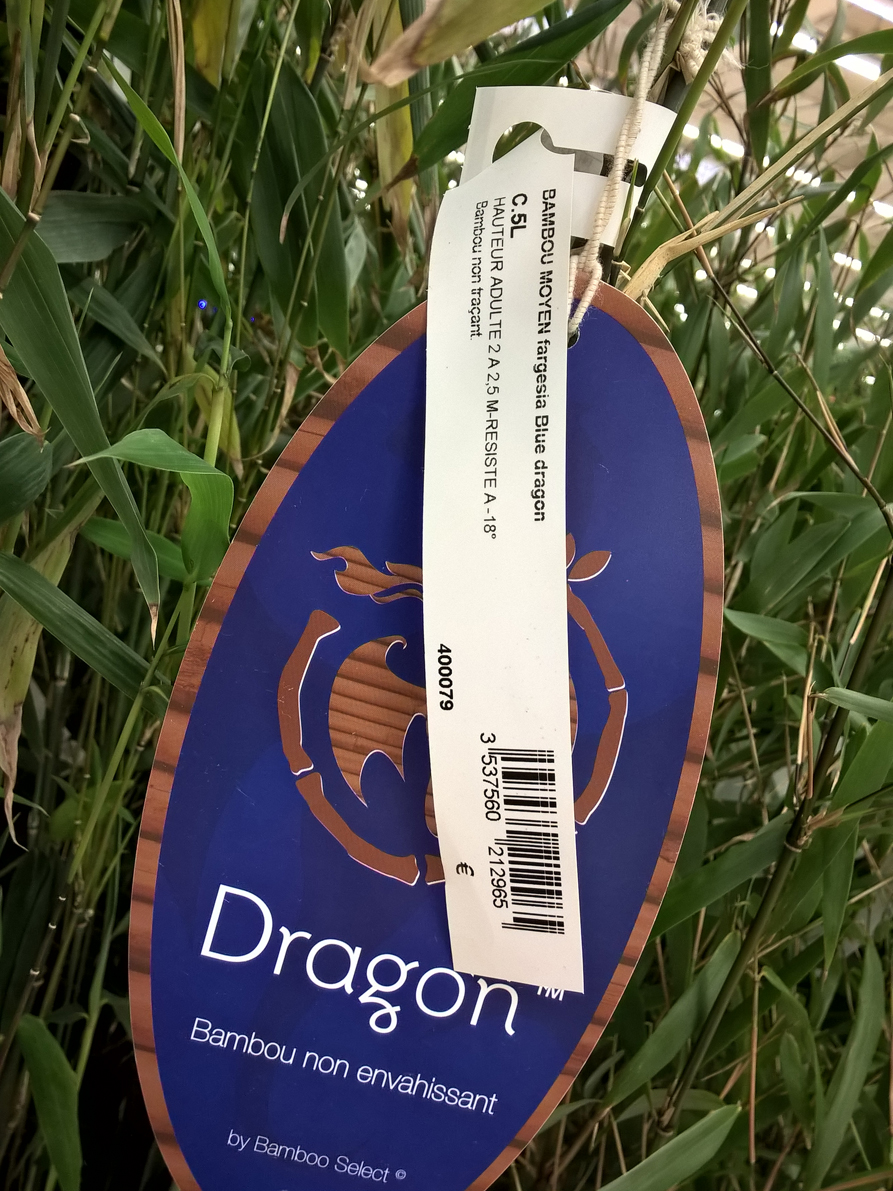 BAMBOU MOYEN fargesia Blue dragon
C.5L
HAUTEUR ADULTE 2 A 2,5 M-RESISTE A -18°
Bambou non traçant.
400079
€
3 537560 212965
Dragon™
Bambou non envahissant
by Bamboo Select ©